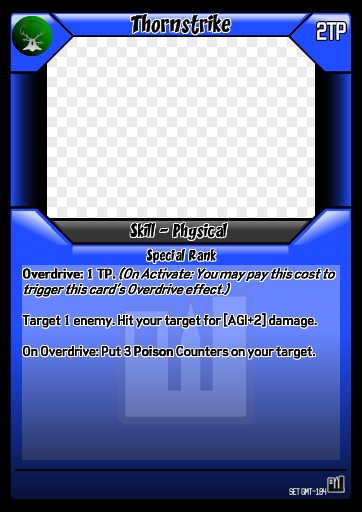 Thornstrike
2TP
Skill - Physical
Special Rank
Overdrive: 1 TP. (On Activate: You may pay this cost to
trigger this card's Overdrive effect.)
Target 1 enemy. Hit your target for [AGI+2] damage.
On Overdrive: Put 3 Poison Counters on your target.
SET GMT-184